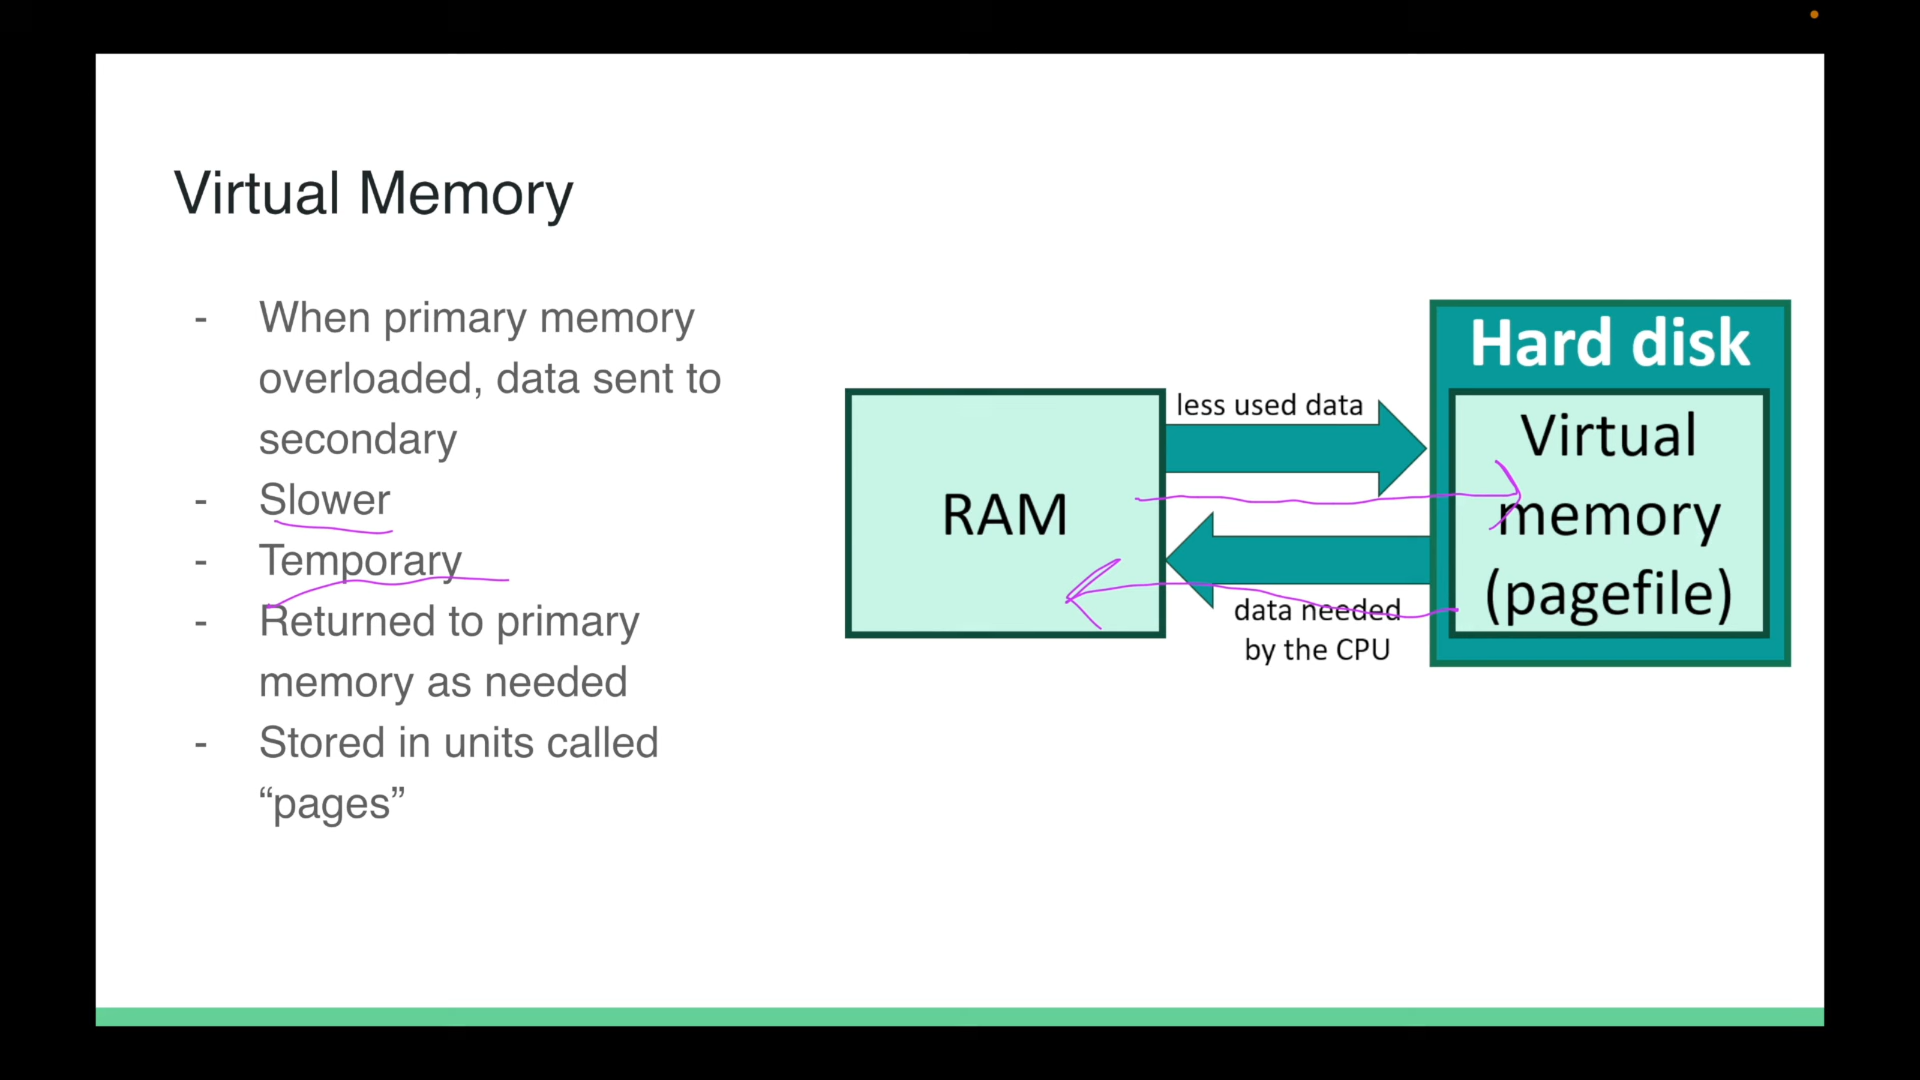 Virtual Memory
- When primary memory
overloaded, data sent to
secondary
- Slower
- Temporary
- Returned to primary
memory as needed
- Stored in units called
“pages”
RAM
less used data
data needed
by the CPU
Hard disk
Virtual
memory
(pagefile)